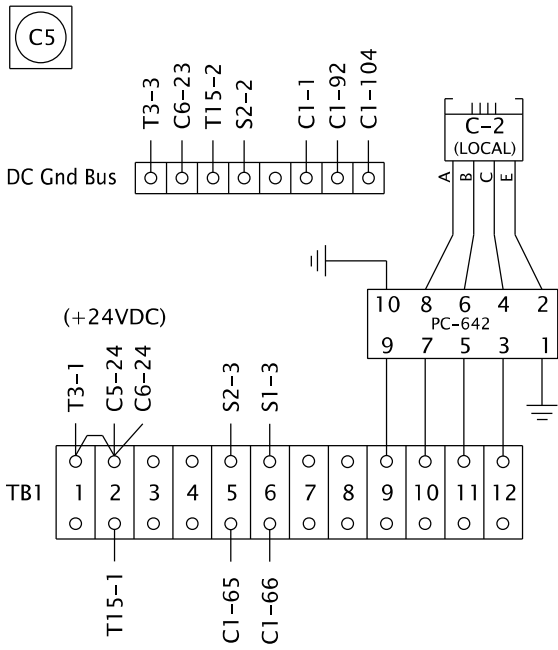 C5
T3-3
C6-23
T15-2
S2-2
C1-1
C1-92
C1-104
DC Gnd Bus
C-2
(LOCAL)
A
B
C
E
10 8 6 4 2
PC-642
9 7 5 3 1
(+24VDC)
T3-1
C5-24
C6-24
S2-3
S1-3
TB1
1 2 3 4 5 6 7 8 9 10 11 12
T15-1
C1-65
C1-66